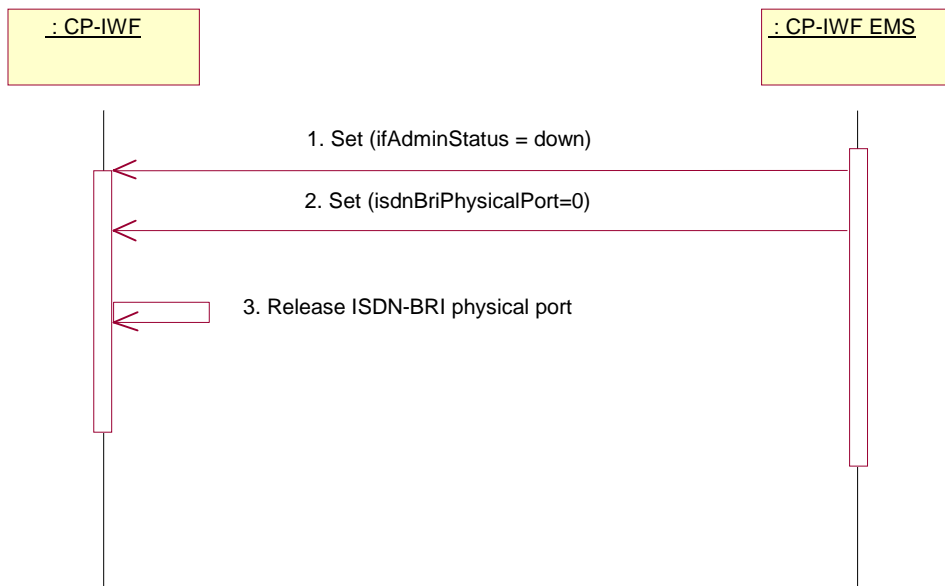 : CP-IWF
: CP-IWF EMS
1. Set (ifAdminStatus = down)
2. Set (isdnBriPhysicalPort=0)
3. Release ISDN-BRI physical port